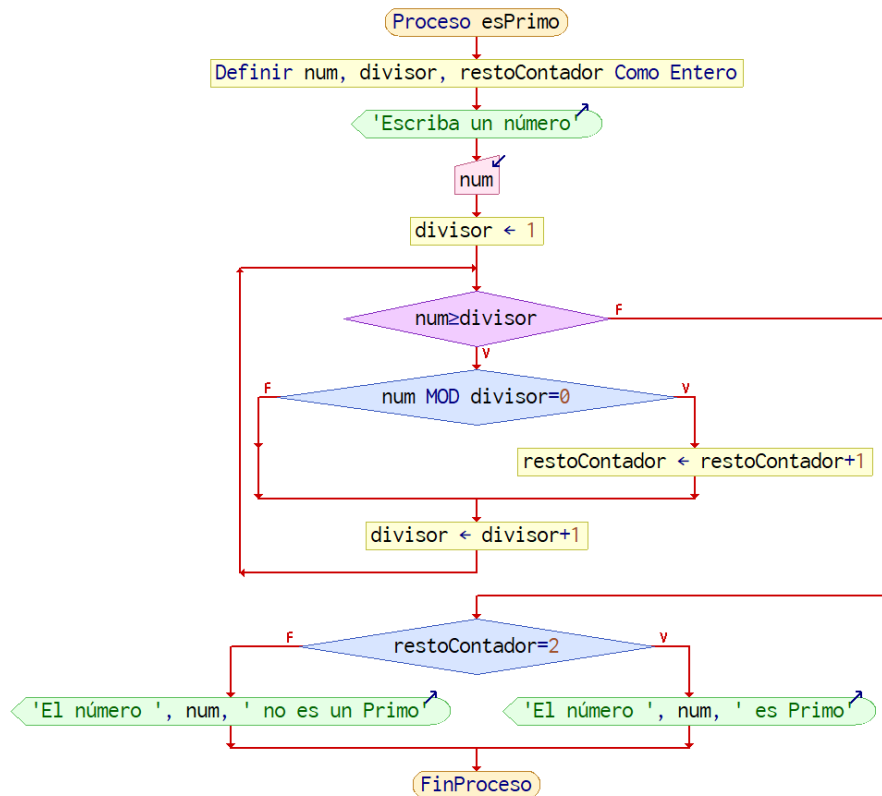 Proceso esPrimo
Definir num, divisor, restoContador Como Entero
'Escriba un número'
num
divisor ← 1
num≥divisor
F
V
num MOD divisor=0
F
V
restoContador ← restoContador+1
divisor ← divisor+1
restoContador=2
F
V
'El número ', num, ' no es un Primo'
'El número ', num, ' es Primo'
FinProceso